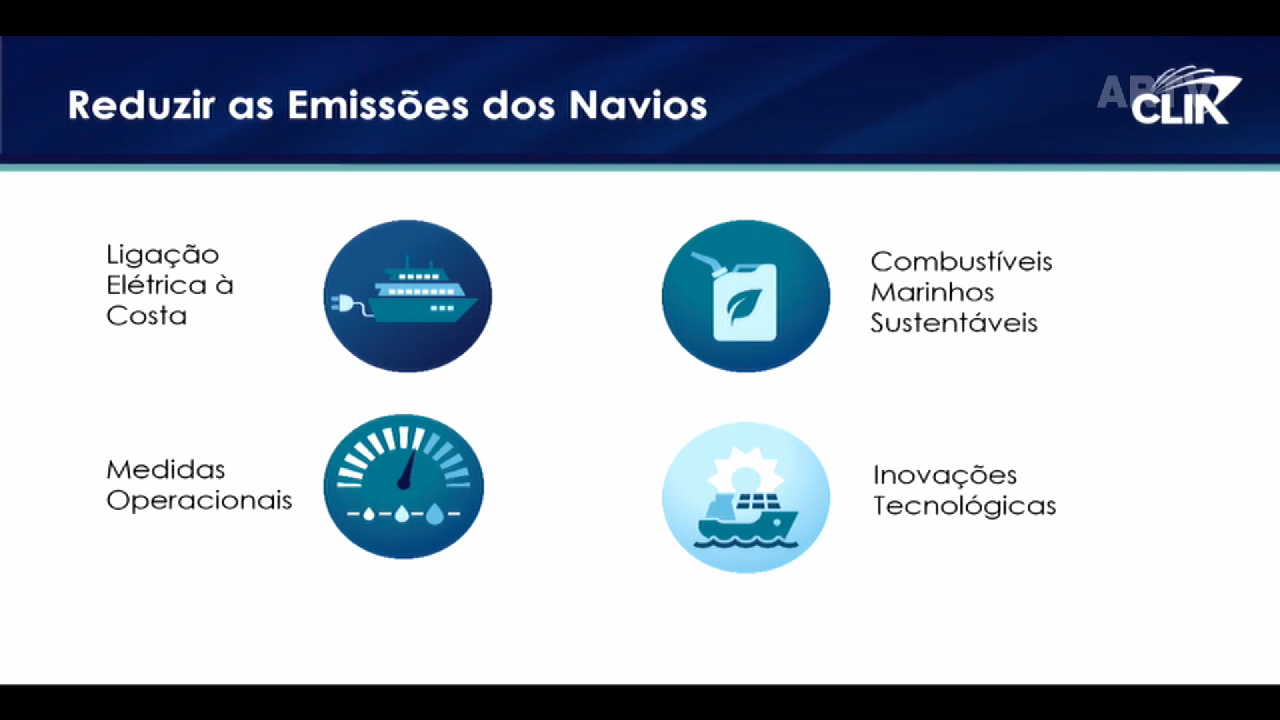 Reduzir as Emissões dos Navios
CLIA
Ligação
Elétrica à
Costa
Combustíveis
Marinhos
Sustentáveis
Medidas
Operacionais
Inovações
Tecnológicas